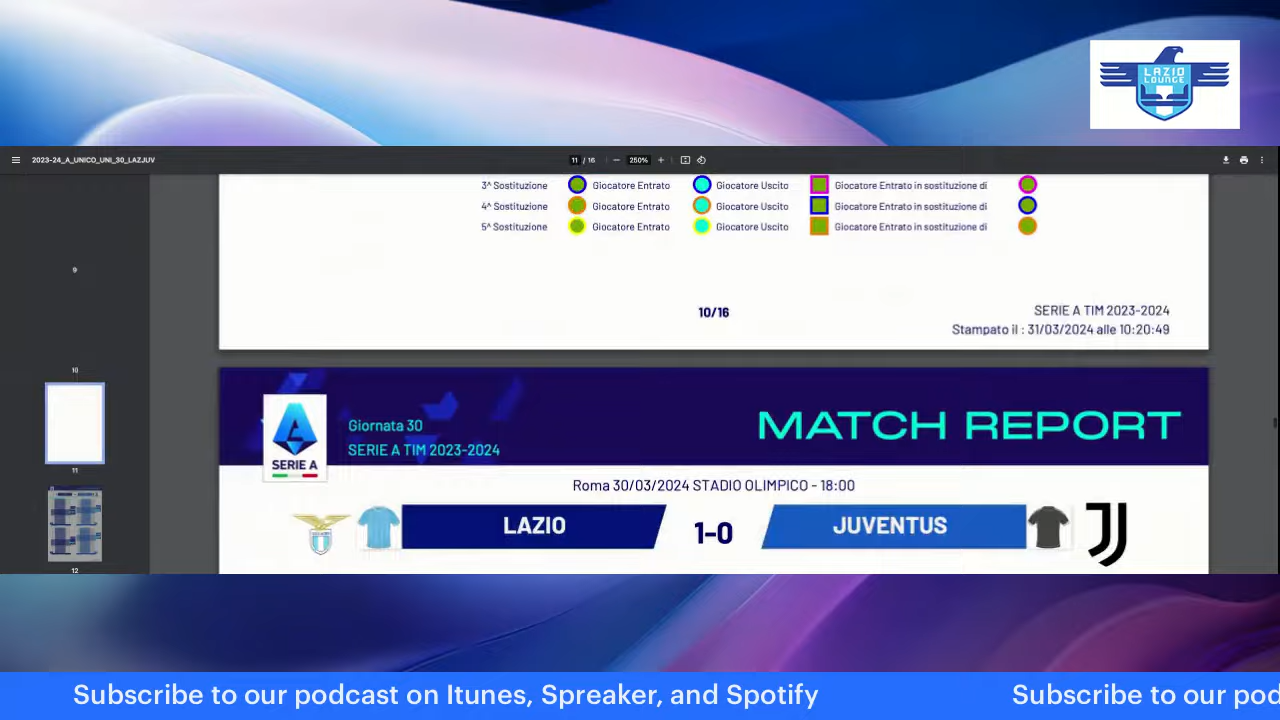 LAZIO
LOUNGE
2023-24_A_UNICO_UNI_30_LAZJUV
11 / 16
250%
3^ Sostituzione Giocatore Entrato Giocatore Uscito Giocatore Entrato in sostituzione di
4^ Sostituzione Giocatore Entrato Giocatore Uscito Giocatore Entrato in sostituzione di
5^ Sostituzione Giocatore Entrato Giocatore Uscito Giocatore Entrato in sostituzione di
9
10/16
SERIE A TIM 2023-2024
Stampato il : 31/03/2024 alle 10:20:49
10
11
12
Giornata 30
SERIE A TIM 2023-2024
SERIE A
MATCH REPORT
Roma 30/03/2024 STADIO OLIMPICO - 18:00
LAZIO 1-0 JUVENTUS
Subscribe to our podcast on Itunes, Spreaker, and Spotify
Subscribe to our pod